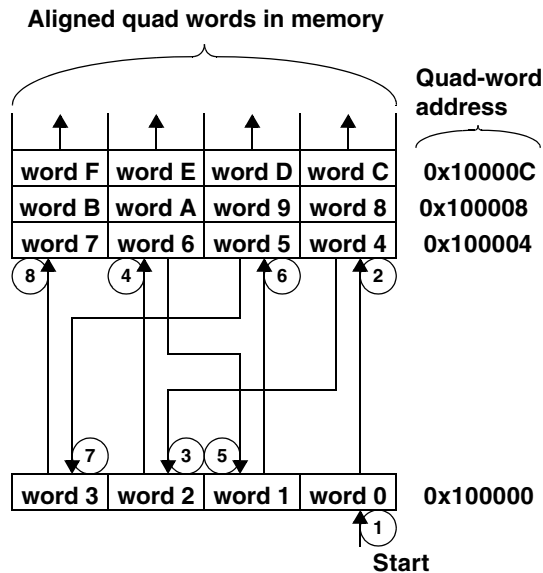 Aligned quad words in memory
Quad-word
address
word F word E word D word C 0x10000C
word B word A word 9 word 8 0x100008
word 7 word 6 word 5 word 4 0x100004
8 4 6 2
7 3 5
word 3 word 2 word 1 word 0 0x100000
1
Start